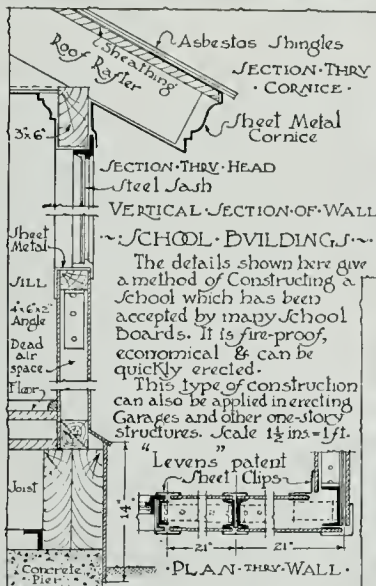 Asbestos Shingles
Sheathing
Roof Rafter
SECTION·THRU
·CORNICE·
Sheet Metal
Cornice
3"x6"
SECTION·THRU·HEAD
Steel Sash
VERTICAL·SECTION·OF·WALL
~·SCHOOL·BUILDINGS·~
Sheet
Metal
The details shown here give
a method of Constructing a
School which has been
accepted by many School
Boards. It is fire-proof,
economical & can be
quickly erected.
This type of construction
can also be applied in erecting
Garages and other one-story
structures. Scale 1½ ins=1ft.
SILL
4"x6"x2"
Angle
Dead
air
space
Floor
"Levens" patent
Sheet Clips
Joist
14"
21"
21"
Concrete
Pier
·PLAN·THRU·WALL·